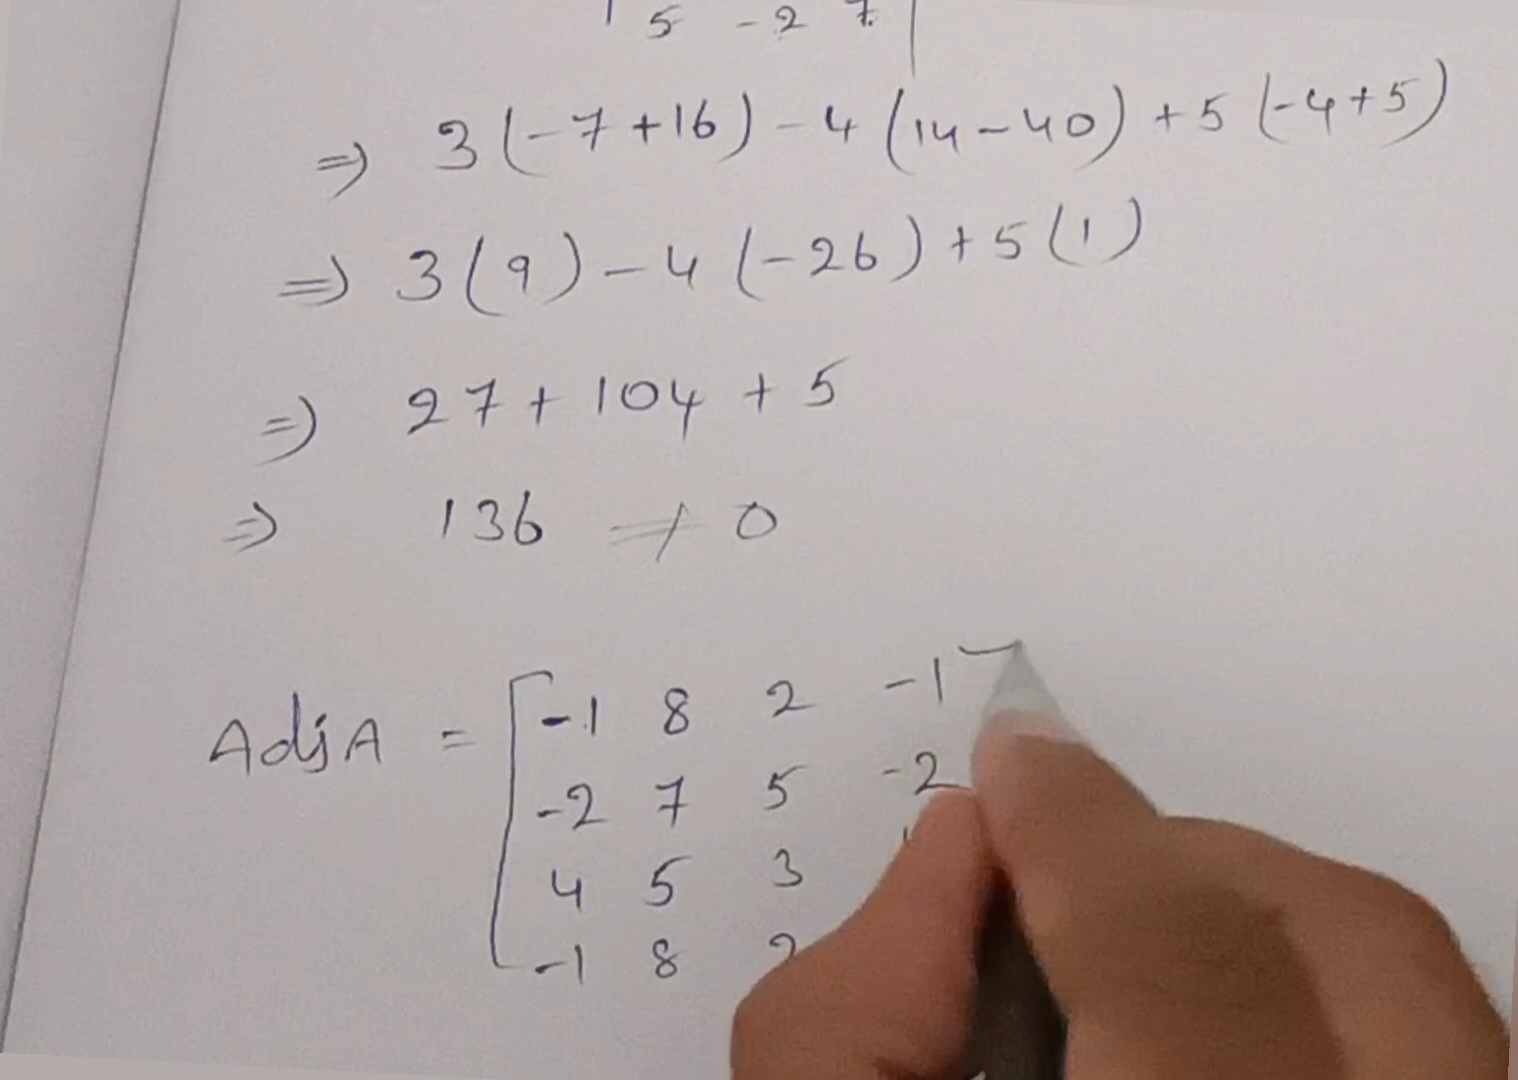 5 -2 7
⇒ 3(-7+16)-4(14-40)+5(-4+5)
⇒ 3(9)-4(-26)+5(1)
⇒ 27+104+5
⇒ 136 ≠ 0
AdjA = -1 8 2 -1
-2 7 5 -2
4 5 3
-1 8 2